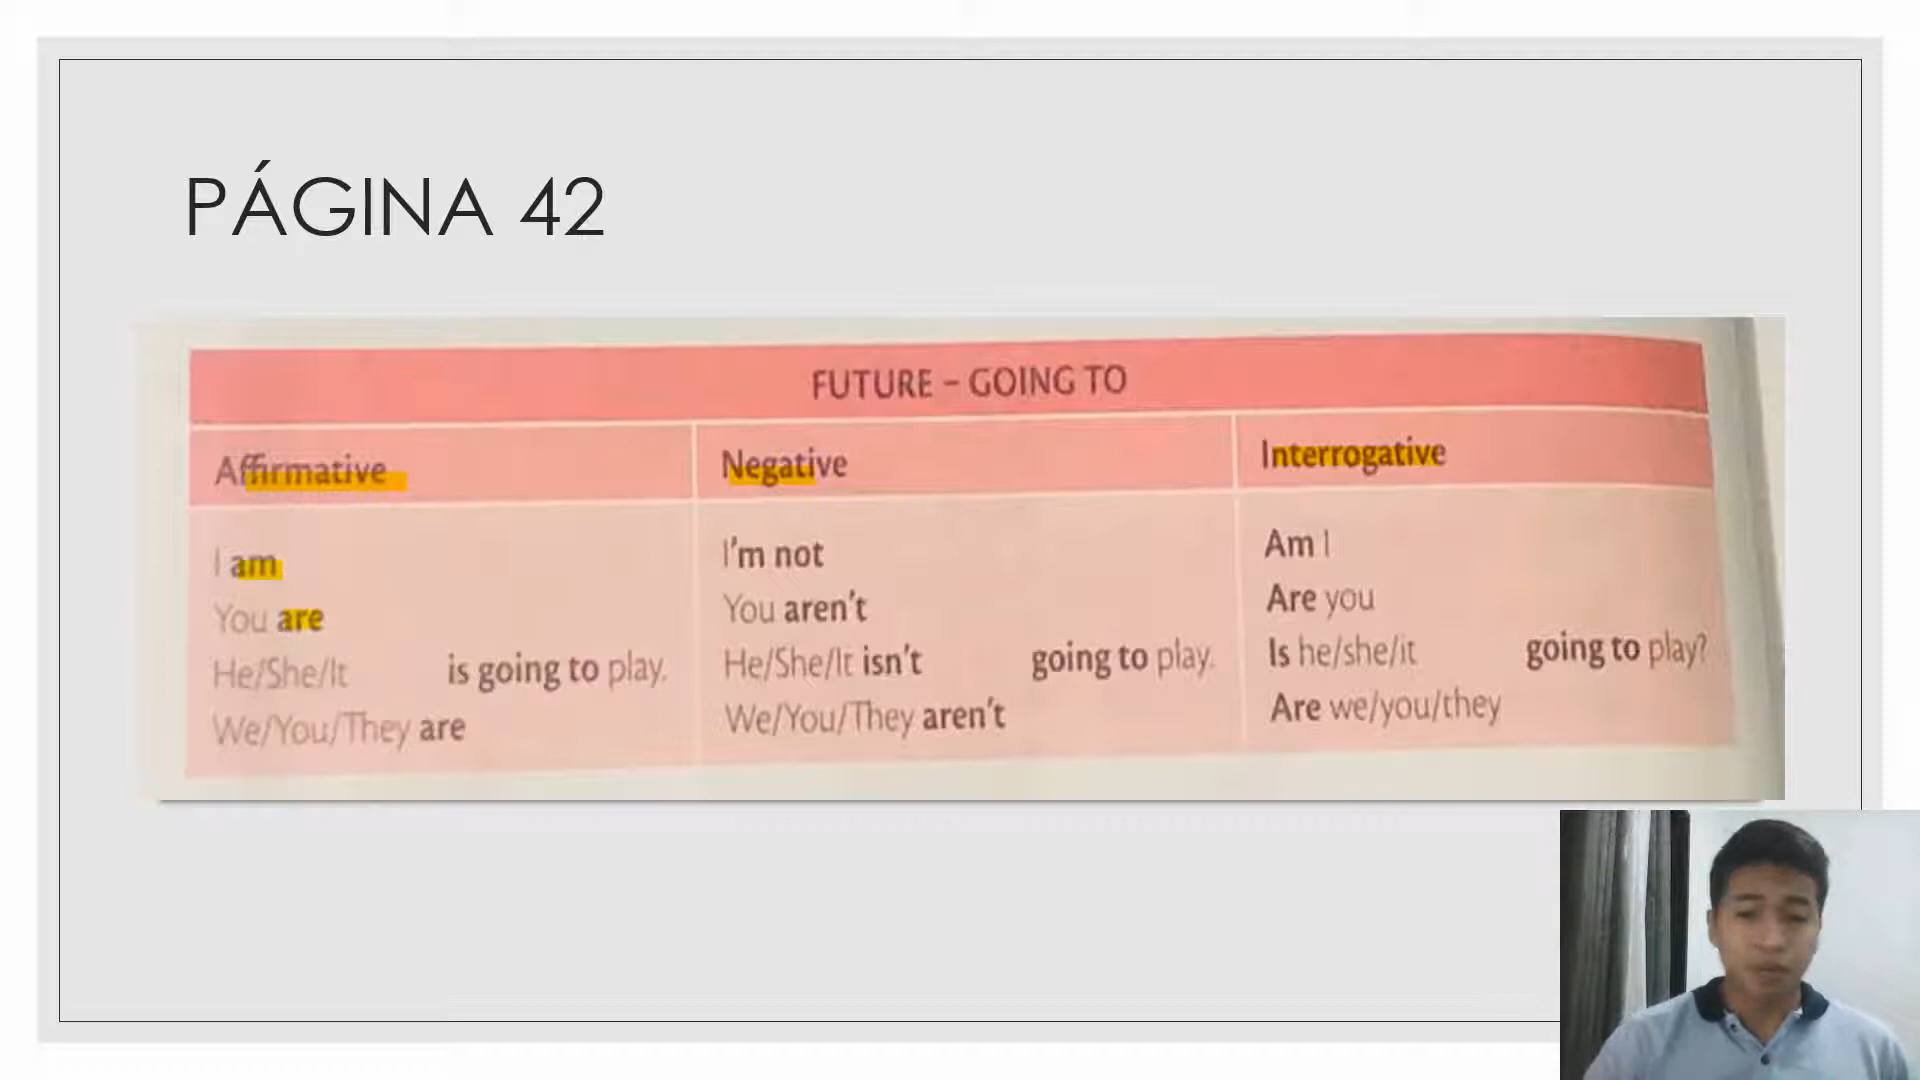 PÁGINA 42
FUTURE – GOING TO
Affirmative
I am
You are
He/She/It is going to play.
We/You/They are
Negative
I'm not
You aren't
He/She/It isn't going to play.
We/You/They aren't
Interrogative
Am I
Are you
Is he/she/it going to play?
Are we/you/they